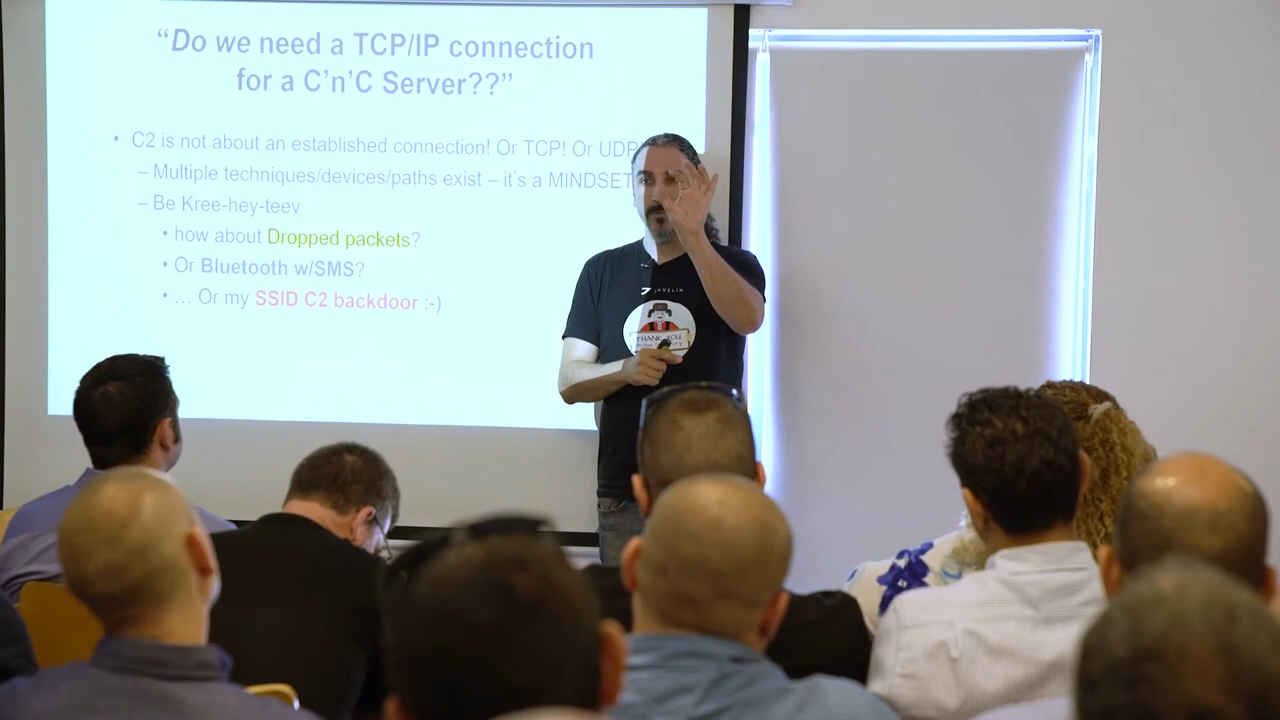 “Do we need a TCP/IP connection
for a C’n’C Server??”
• C2 is not about an established connection! Or TCP! Or UDP
– Multiple techniques/devices/paths exist – it’s a MINDSET
– Be Kree-hey-teev
• how about Dropped packets?
• Or Bluetooth w/SMS?
• … Or my SSID C2 backdoor ;-)
JAVELIN
THANK YOU